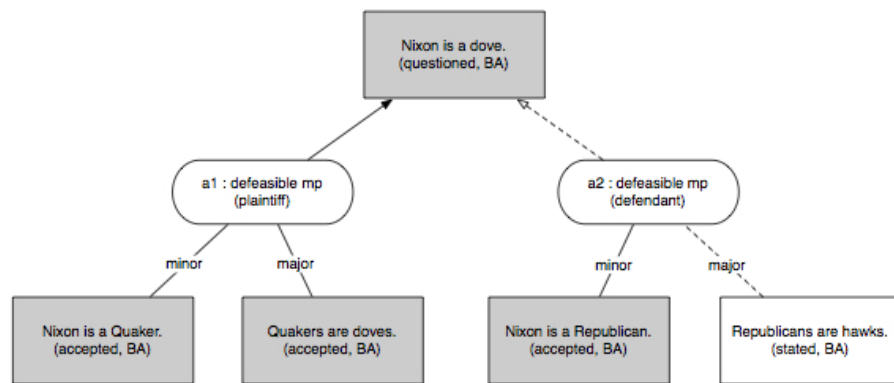 Nixon is a dove.
(questioned, BA)
a1 : defeasible mp
(plaintiff)
a2 : defeasible mp
(defendant)
minor
major
minor
major
Nixon is a Quaker.
(accepted, BA)
Quakers are doves.
(accepted, BA)
Nixon is a Republican.
(accepted, BA)
Republicans are hawks.
(stated, BA)